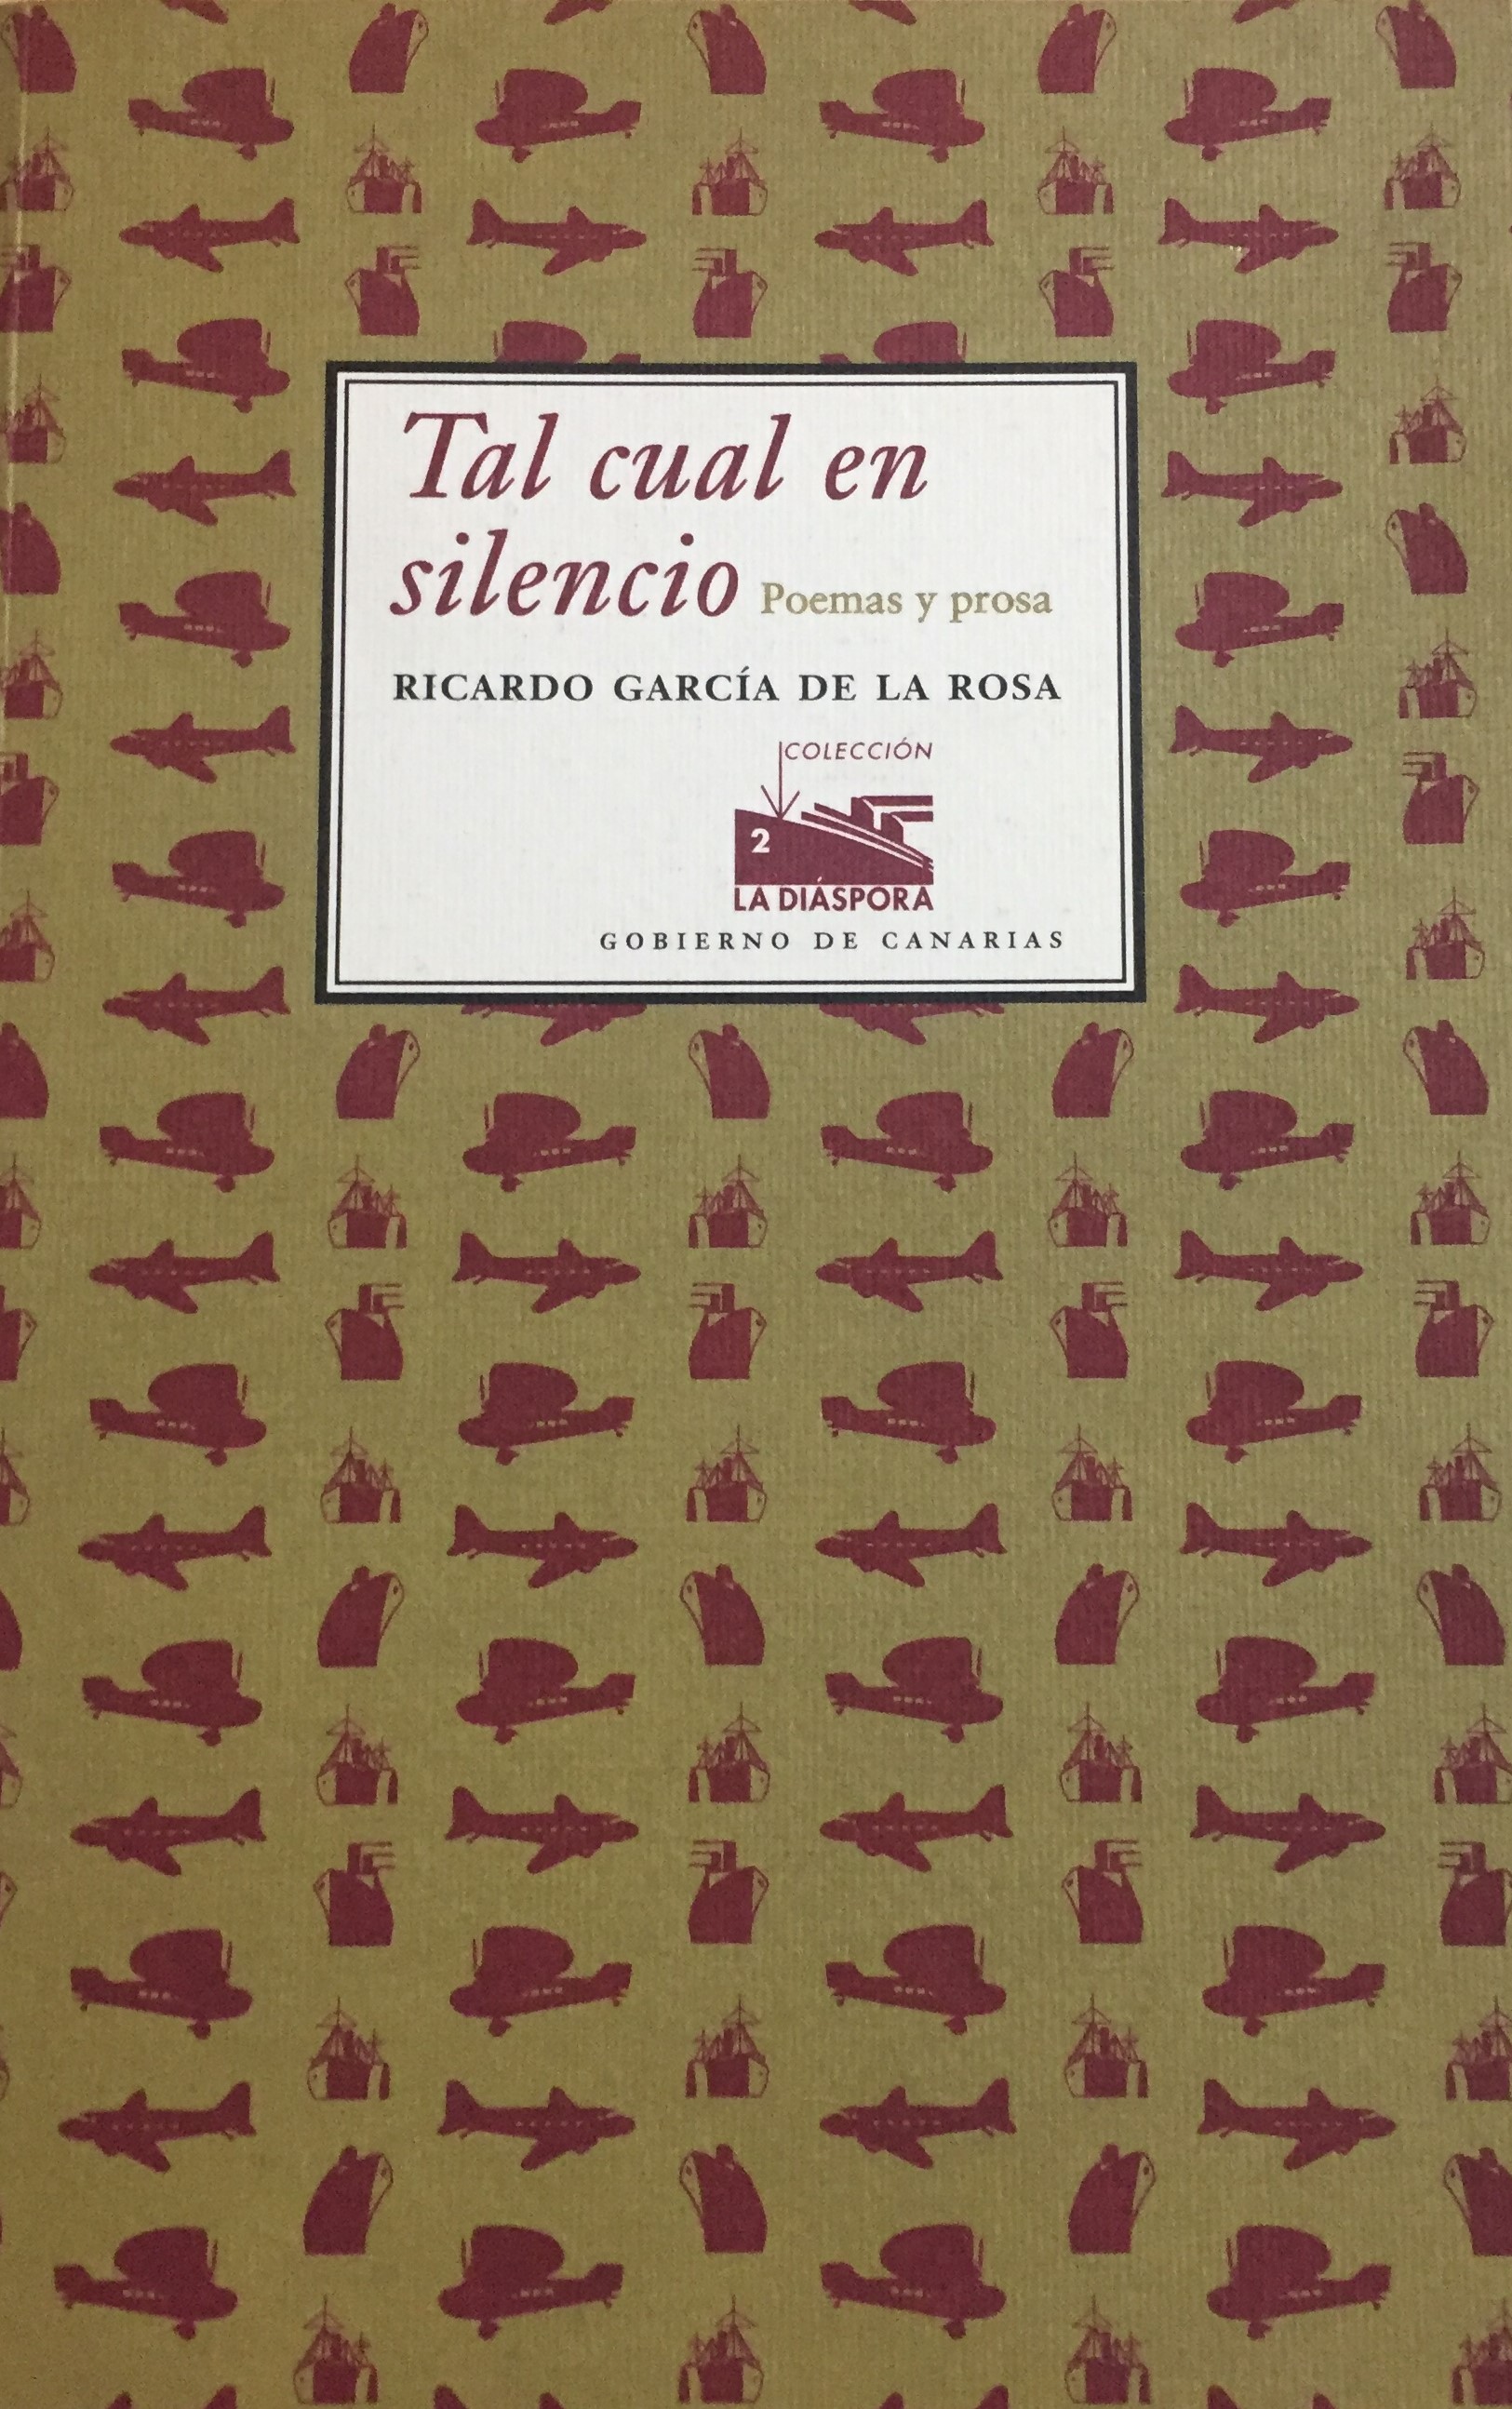 Tal cual en
silencio Poemas y prosa
RICARDO GARCÍA DE LA ROSA
COLECCIÓN
2
LA DIÁSPORA
GOBIERNO DE CANARIAS